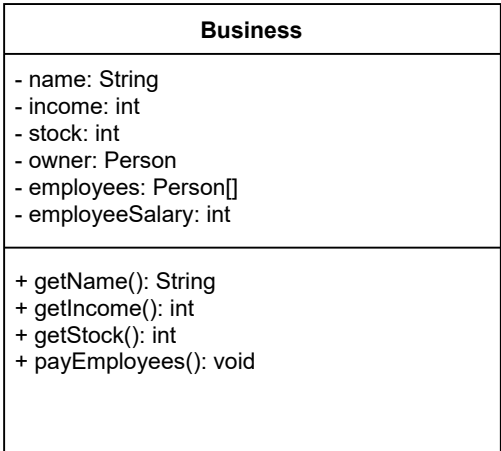 Business
- name: String
- income: int
- stock: int
- owner: Person
- employees: Person[]
- employeeSalary: int
+ getName(): String
+ getIncome(): int
+ getStock(): int
+ payEmployees(): void